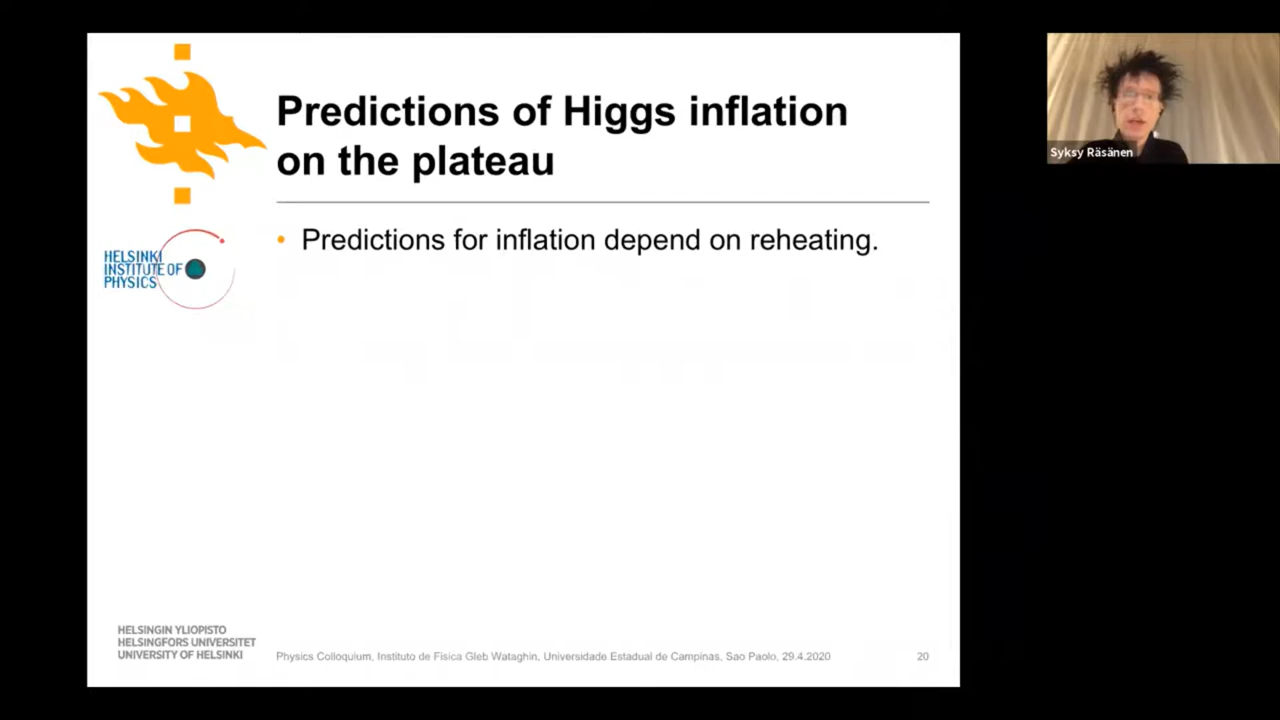 Predictions of Higgs inflation
on the plateau
• Predictions for inflation depend on reheating.
HELSINKI
INSTITUTE OF
PHYSICS
HELSINGIN YLIOPISTO
HELSINGFORS UNIVERSITET
UNIVERSITY OF HELSINKI
Physics Colloquium, Instituto de Fisica Gleb Wataghin, Universidade Estadual de Campinas, Sao Paolo, 29.4.2020
20
Syksy Räsänen